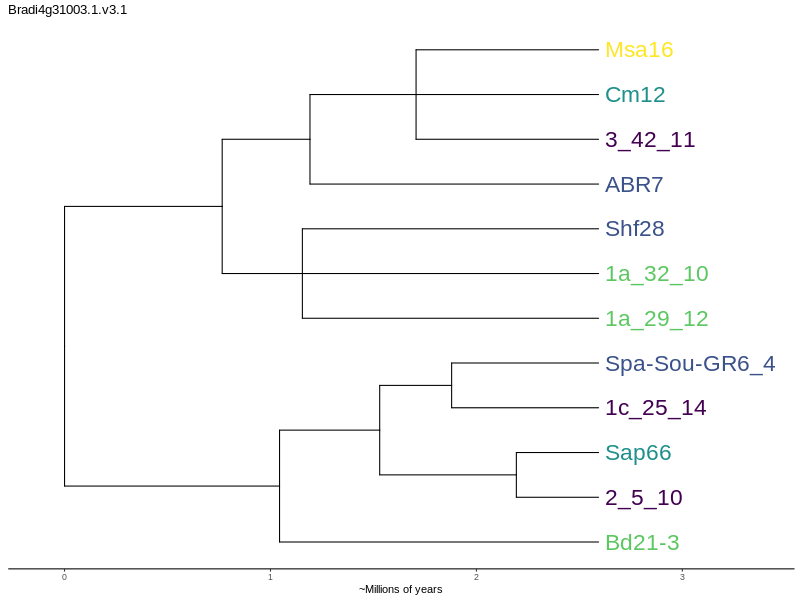 Bradi4g31003.1.v3.1
Msa16
Cm12
3_42_11
ABR7
Shf28
1a_32_10
1a_29_12
Spa-Sou-GR6_4
1c_25_14
Sap66
2_5_10
Bd21-3
0 1 2 3
~Millions of years